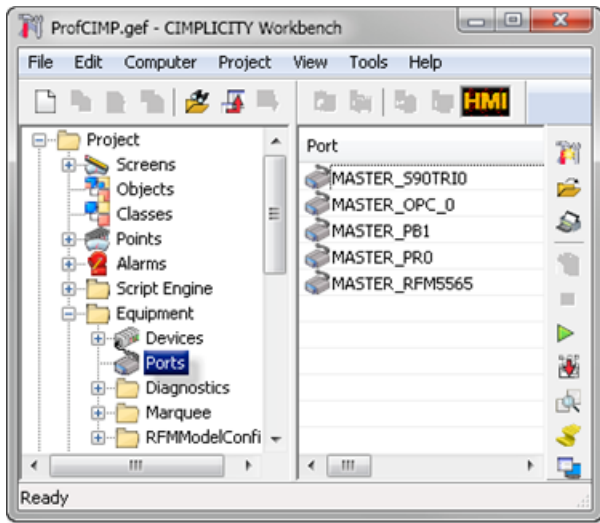 ProfCIMP.gef - CIMPLICITY Workbench
File Edit Computer Project View Tools Help
HMI
Project
Screens
Objects
Classes
Points
Alarms
Script Engine
Equipment
Devices
Ports
Diagnostics
Marquee
RFMModelConfi
Port
MASTER_S90TRI0
MASTER_OPC_0
MASTER_PB1
MASTER_PR0
MASTER_RFM5565
Ready